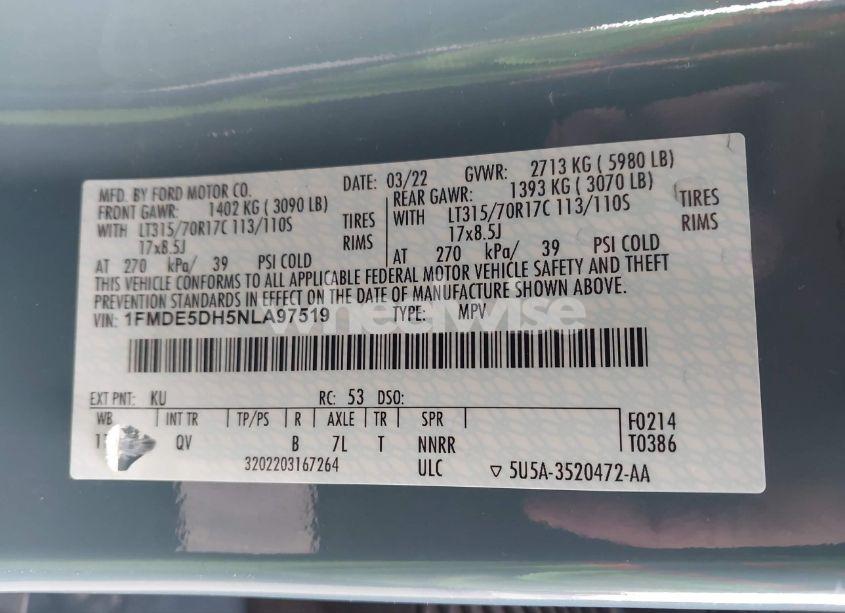 MFD. BY FORD MOTOR CO. DATE: 03/22 GVWR: 2713 KG ( 5980 LB)
FRONT GAWR: 1402 KG ( 3090 LB) REAR GAWR: 1393 KG ( 3070 LB)
WITH LT315/70R17C 113/110S TIRES WITH LT315/70R17C 113/110S TIRES
17x8.5J RIMS 17x8.5J RIMS
AT 270 kPa/ 39 PSI COLD AT 270 kPa/ 39 PSI COLD
THIS VEHICLE CONFORMS TO ALL APPLICABLE FEDERAL MOTOR VEHICLE SAFETY AND THEFT
PREVENTION STANDARDS IN EFFECT ON THE DATE OF MANUFACTURE SHOWN ABOVE.
VIN: 1FMDE5DH5NLA97519 TYPE: MPV
wheelwise
EXT PNT: KU RC: 53 DSO:
WB INT TR TP/PS R AXLE TR SPR F0214
QV B 7L T NNRR T0386
3202203167264 ULC ▽ 5U5A-3520472-AA